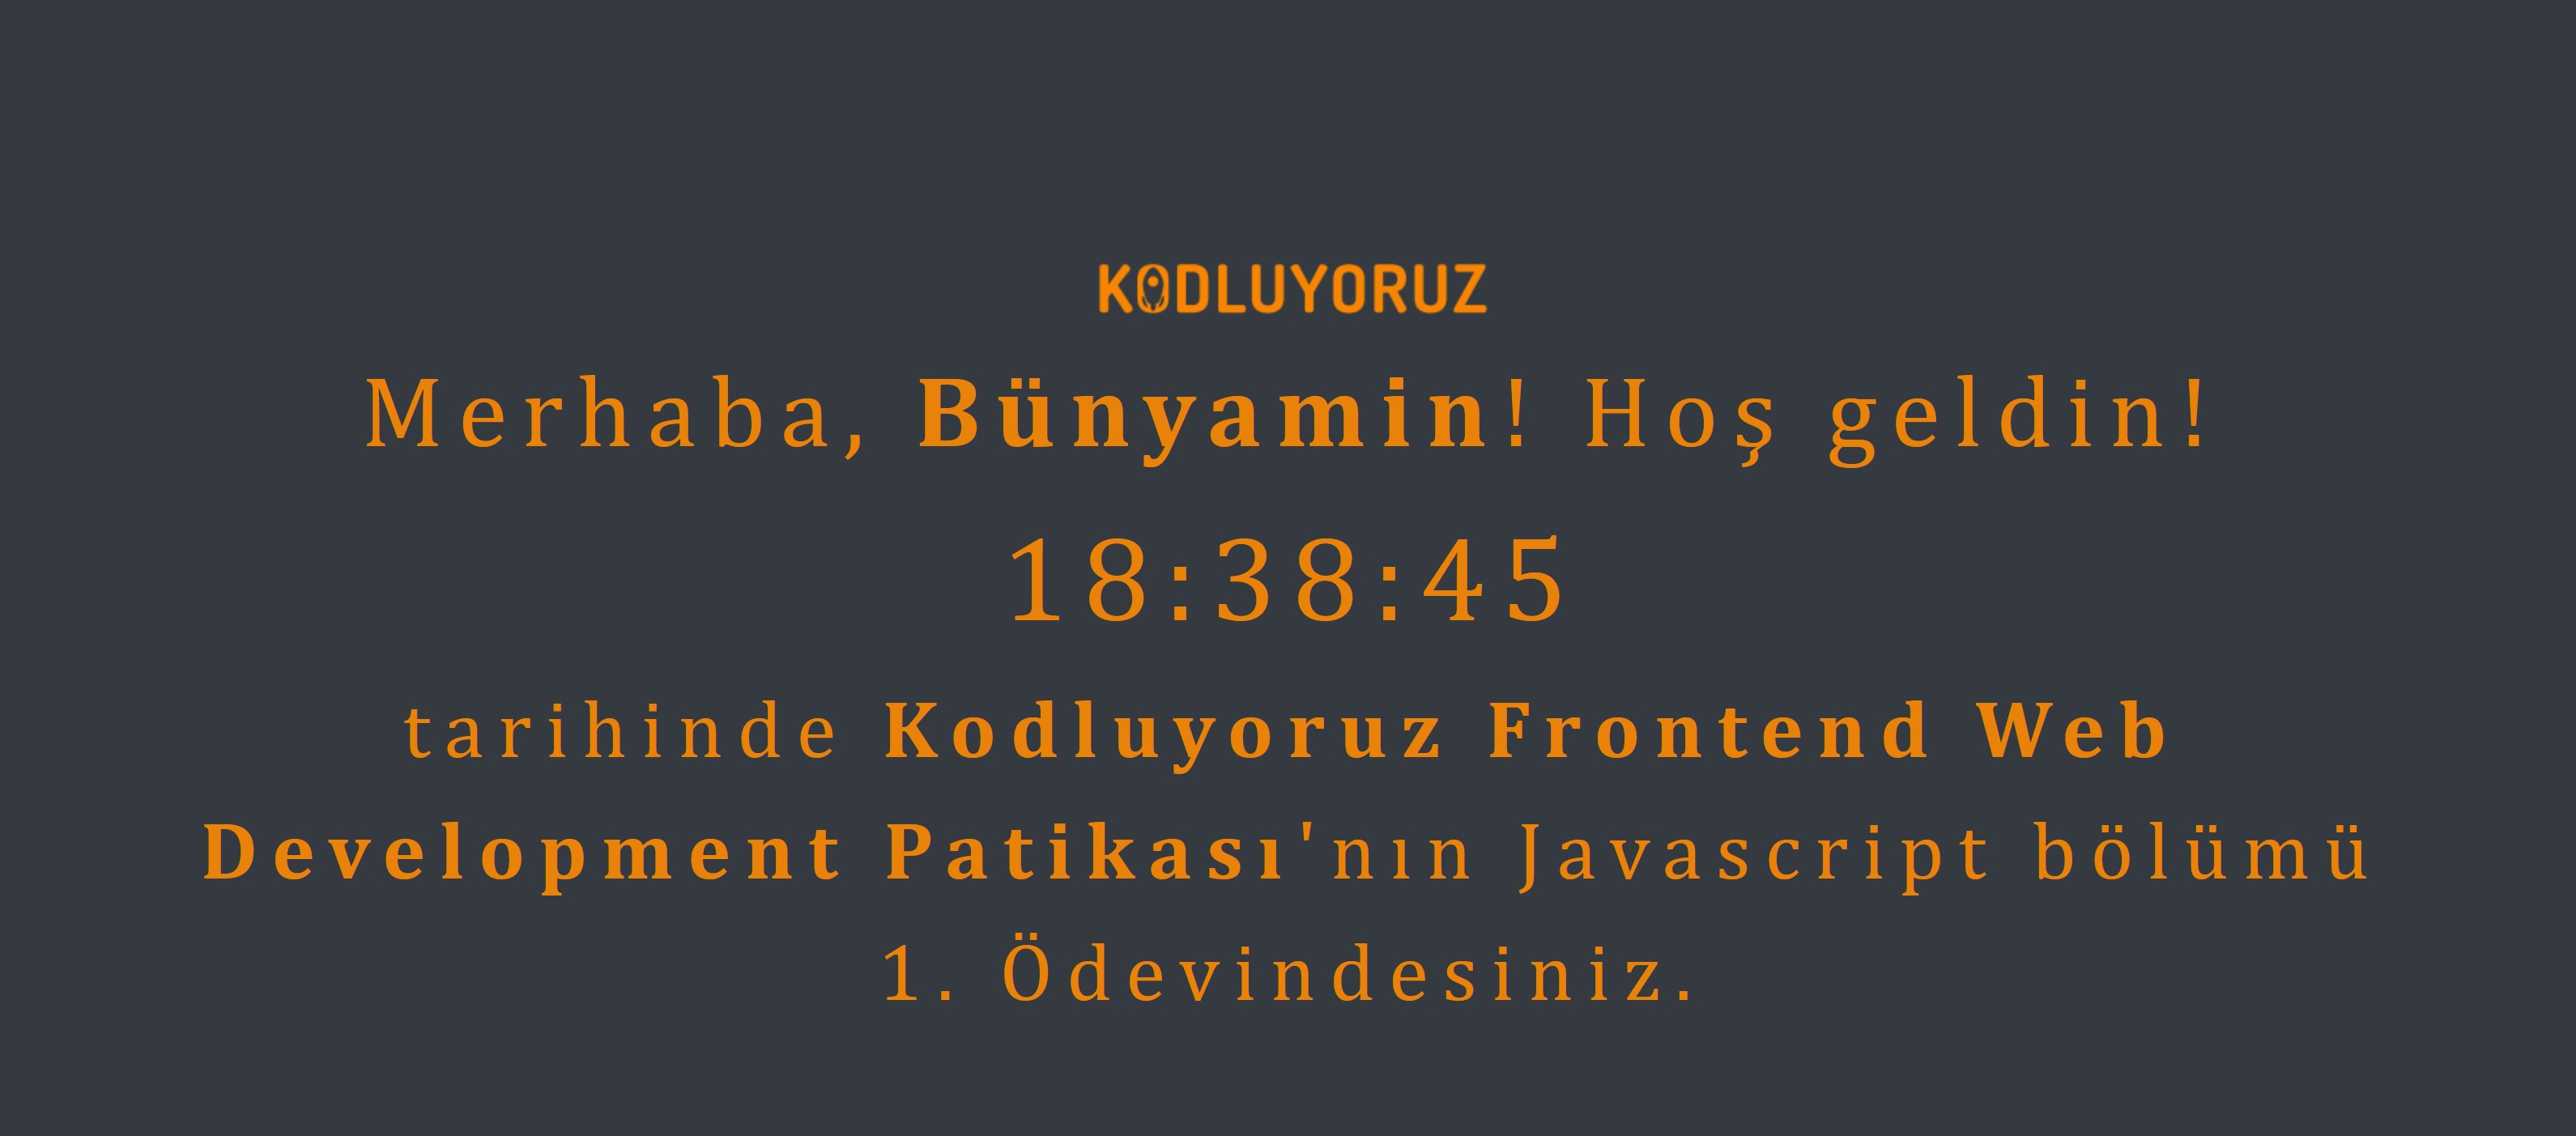 KODLUYORUZ
Merhaba, Bünyamin! Hoş geldin!
18:38:45
tarihinde Kodluyoruz Frontend Web
Development Patikası'nın Javascript bölümü
1. Ödevindesiniz.